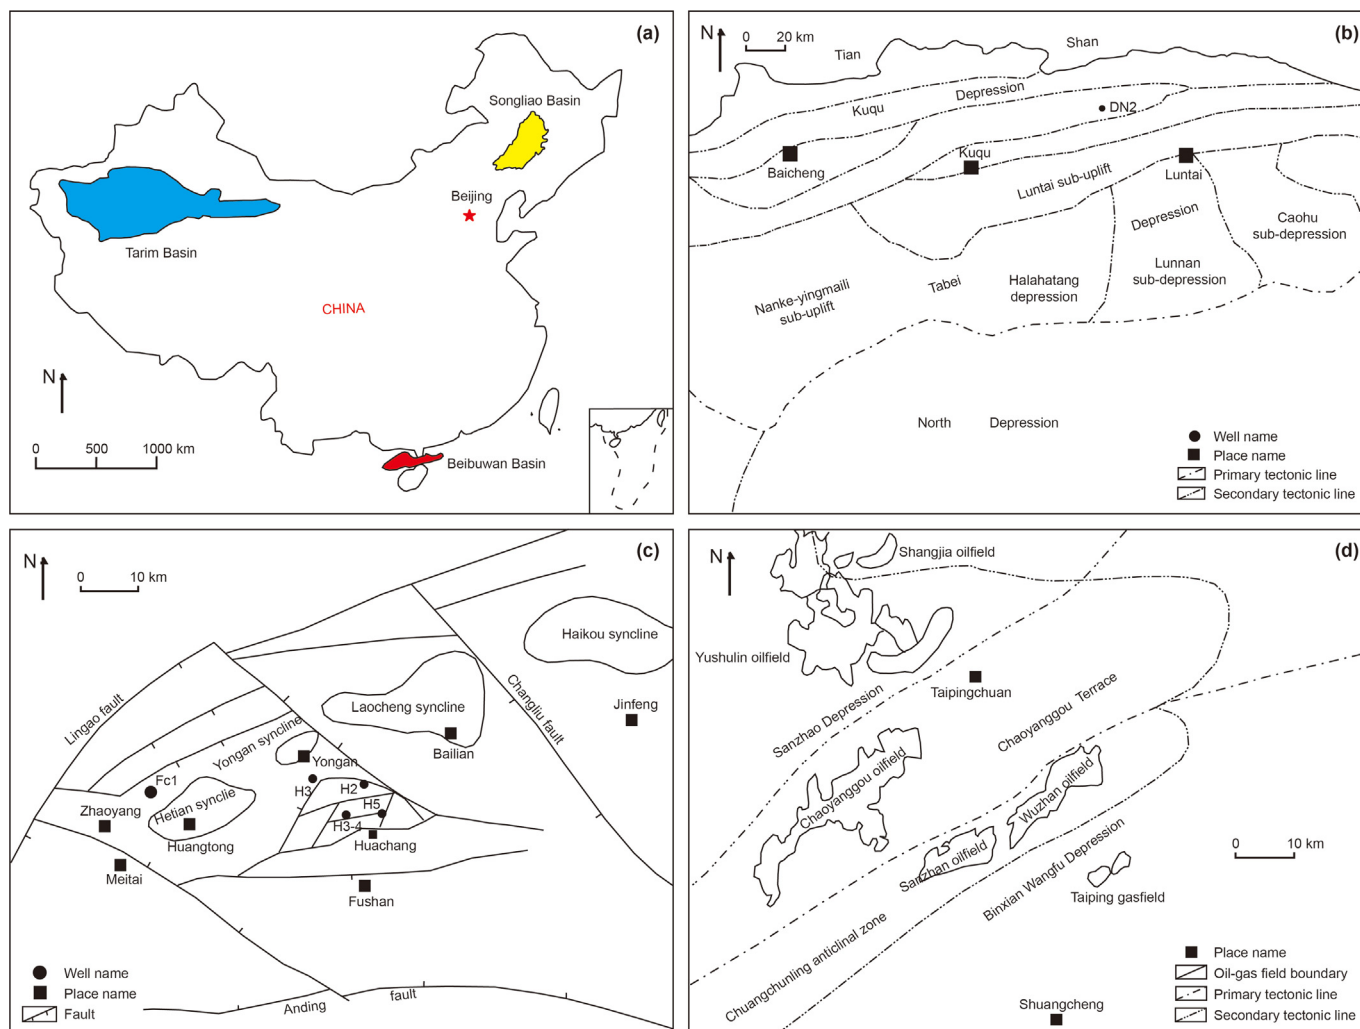 (a)
Songliao Basin
Beijing
Tarim Basin
CHINA
N
0 500 1000 km
Beibuwan Basin
(b)
N
0 20 km
Tian Shan
Kuqu Depression
DN2
Baicheng
Kuqu
Luntai
Luntai sub-uplift
Depression
Caohu
sub-depression
Lunnan
sub-depression
Halahatang
depression
Tabei
Nanke-yingmaili
sub-uplift
North Depression
Well name
Place name
Primary tectonic line
Secondary tectonic line
(c)
N
0 10 km
Haikou syncline
Lingao fault
Changliu fault
Laocheng syncline
Jinfeng
Bailian
Yongan syncline
Yongan
Fc1
H3
H2
H5
H3-4
Zhaoyang
Hetian synclie
Huangtong
Huachang
Meitai
Fushan
Well name
Place name
Fault
Anding fault
(d)
N
Shangjia oilfield
Yushulin oilfield
Taipingchuan
Sanzhao Depression
Chaoyanggou Terrace
Chaoyanggou oilfield
Wuzhan oilfield
Sanzhan oilfield
0 10 km
Binxian Wangfu Depression
Taiping gasfield
Chuangchunling anticlinal zone
Shuangcheng
Place name
Oil-gas field boundary
Primary tectonic line
Secondary tectonic line